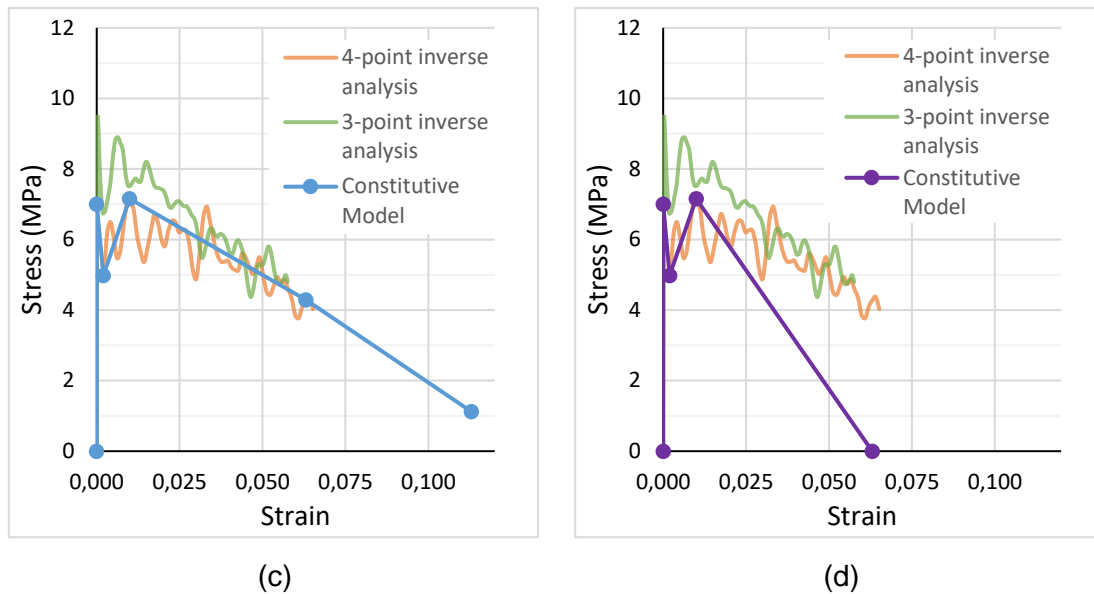 12
10
8
6
4
2
0
Stress (MPa)
4-point inverse
analysis
3-point inverse
analysis
Constitutive
Model
0,000
0,025
0,050
0,075
0,100
Strain
(c)
12
10
8
6
4
2
0
Stress (MPa)
4-point inverse
analysis
3-point inverse
analysis
Constitutive
Model
0,000
0,025
0,050
0,075
0,100
Strain
(d)